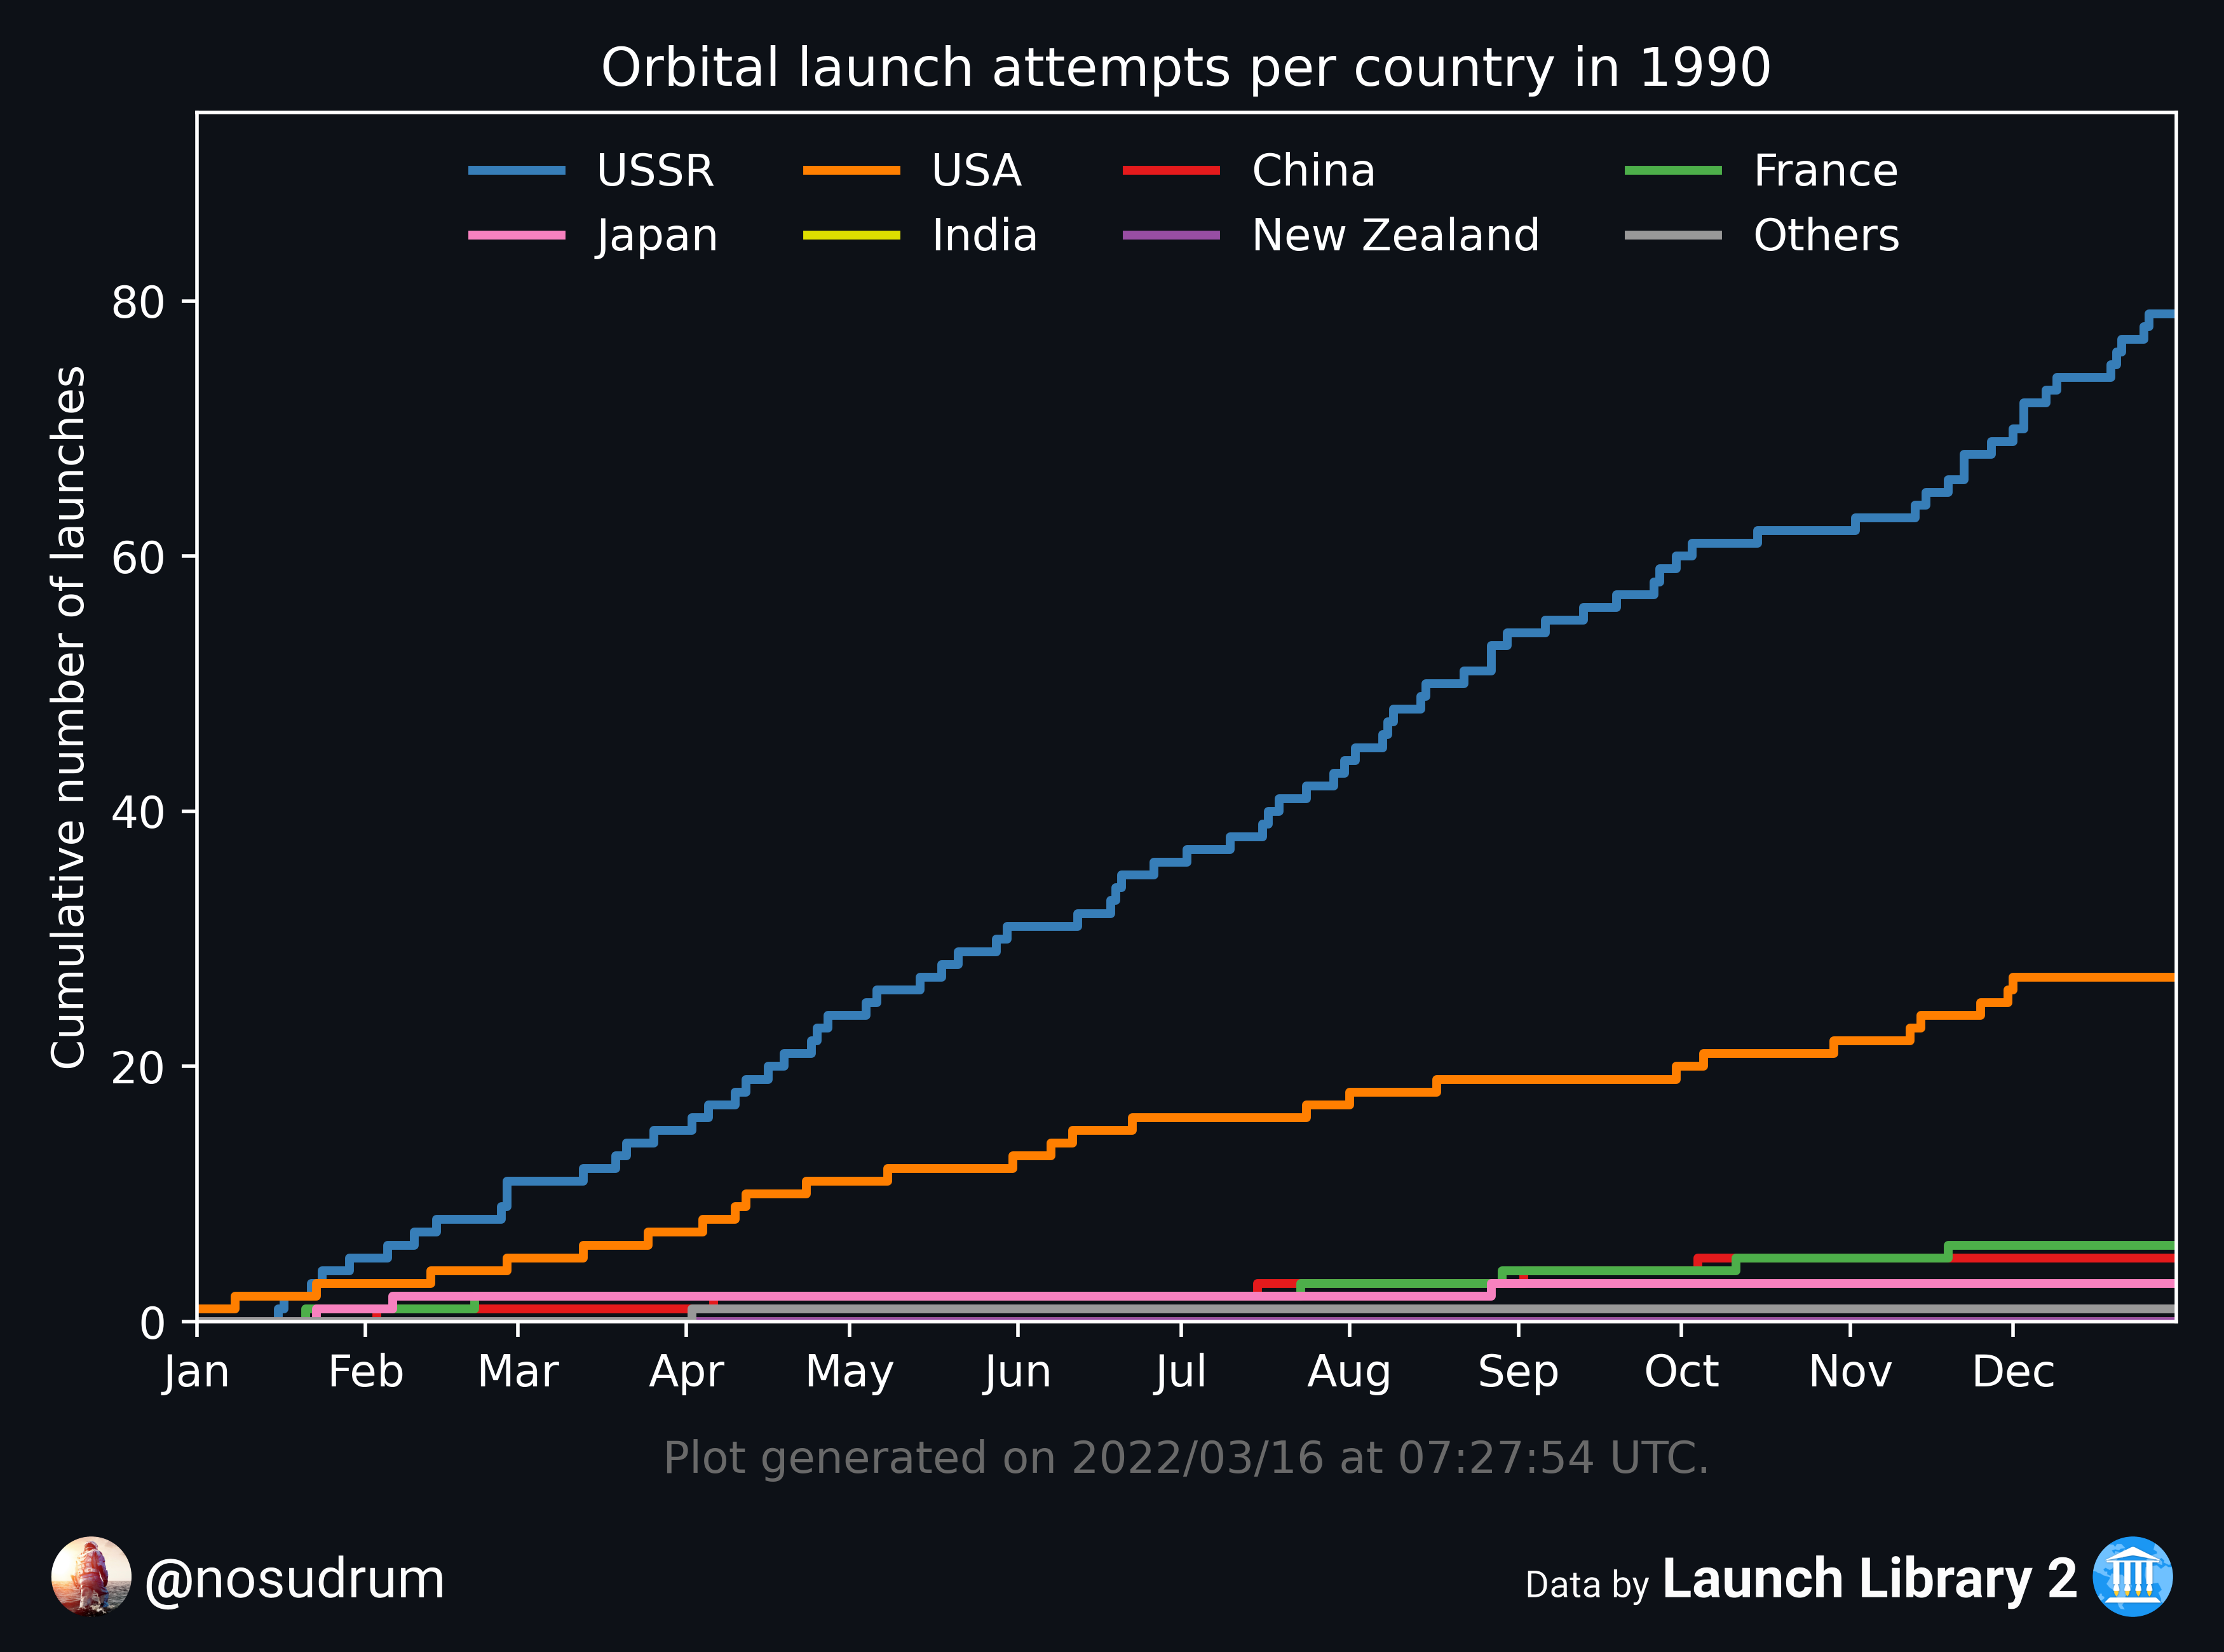 Orbital launch attempts per country in 1990
USSR USA China France
Japan India New Zealand Others
Cumulative number of launches
80
60
40
20
0
Jan Feb Mar Apr May Jun Jul Aug Sep Oct Nov Dec
Plot generated on 2022/03/16 at 07:27:54 UTC.
@nosudrum
Data by Launch Library 2